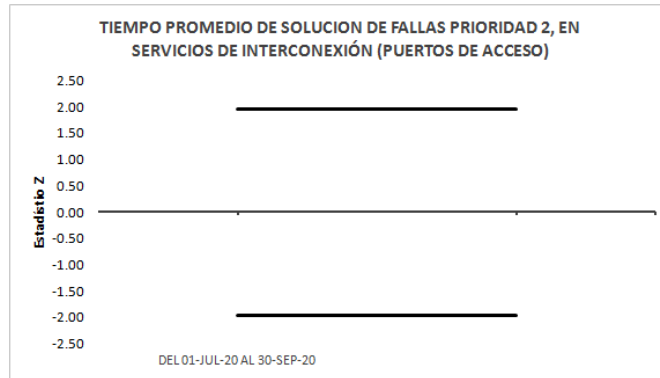 TIEMPO PROMEDIO DE SOLUCION DE FALLAS PRIORIDAD 2, EN
SERVICIOS DE INTERCONEXIÓN (PUERTOS DE ACCESO)
2.50
2.00
1.50
1.00
0.50
0.00
-0.50
-1.00
-1.50
-2.00
-2.50
Estadístio Z
DEL 01-JUL-20 AL 30-SEP-20